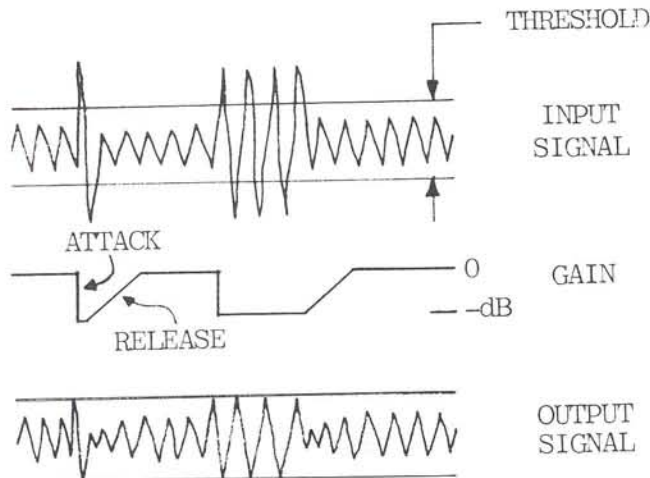 THRESHOLD
INPUT
SIGNAL
ATTACK
0
GAIN
-dB
RELEASE
OUTPUT
SIGNAL